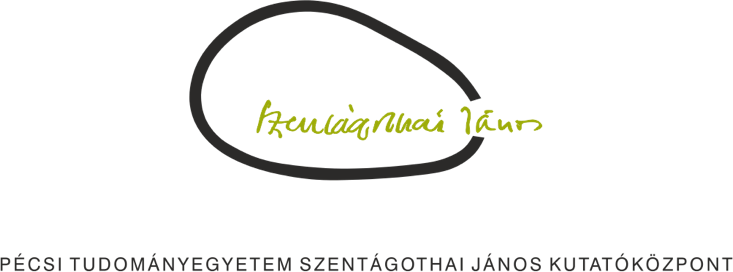 Szentágothai János
PÉCSI TUDOMÁNYEGYETEM SZENTÁGOTHAI JÁNOS KUTATÓKÖZPONT